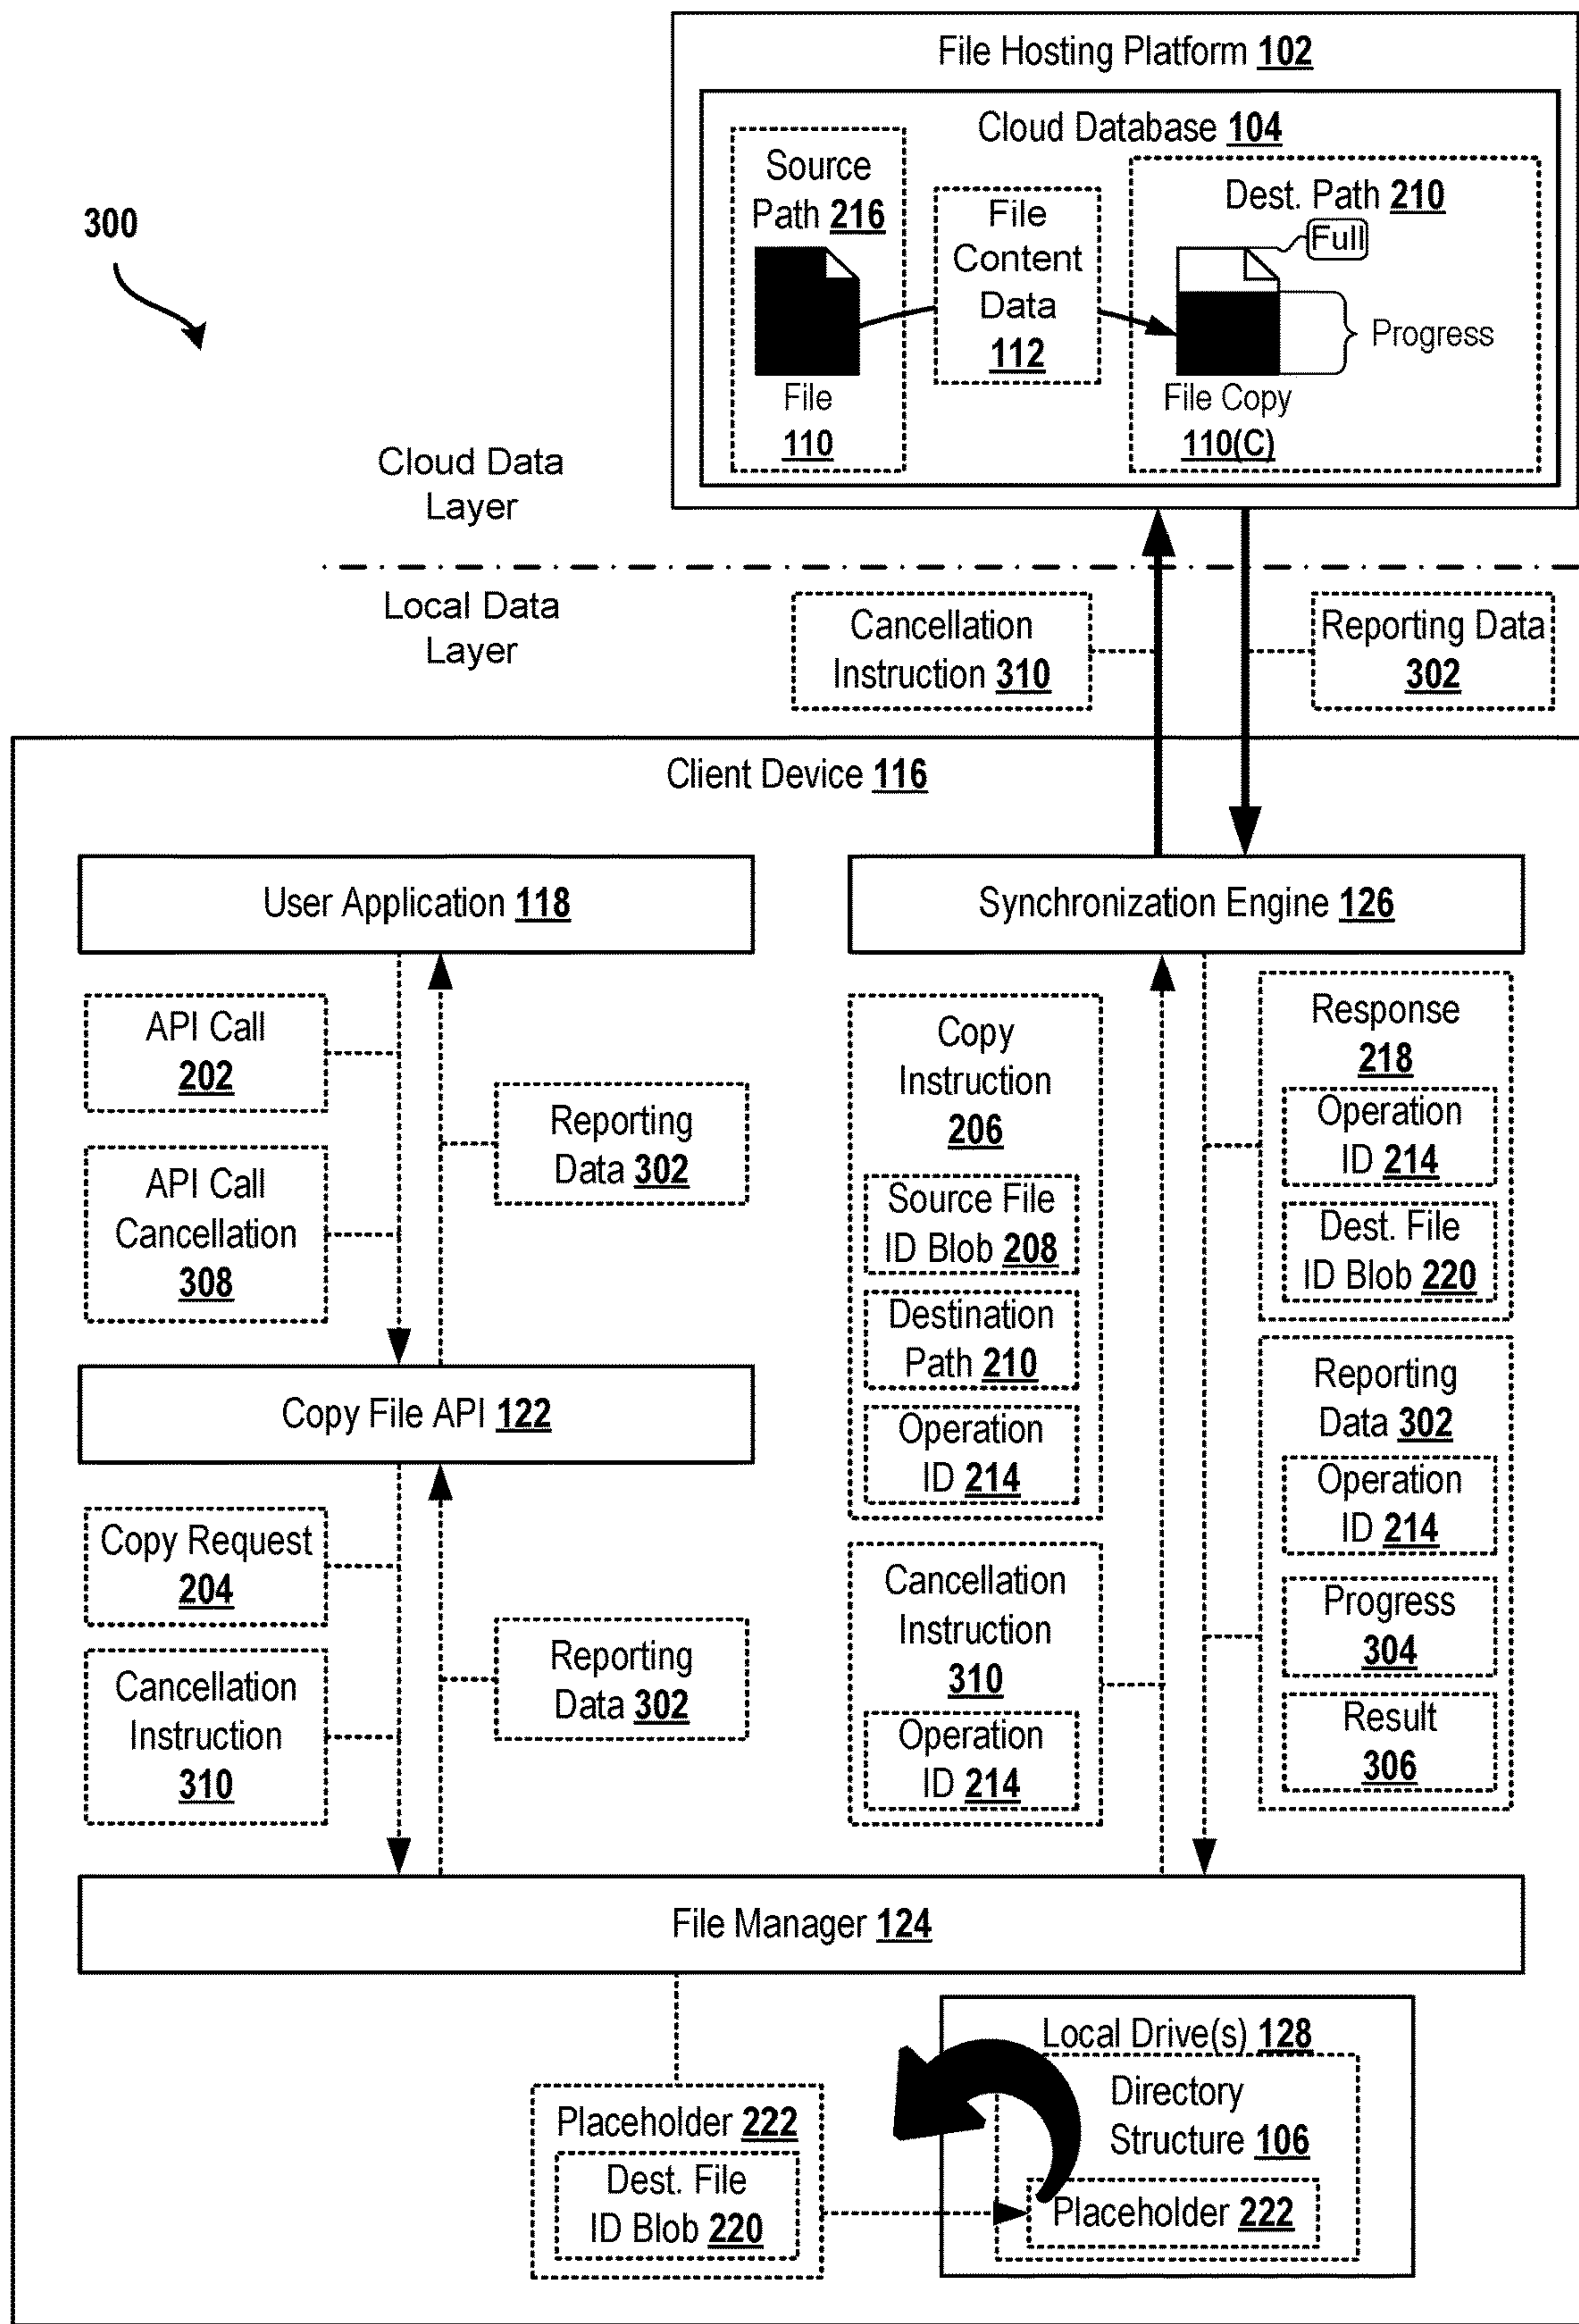 File Hosting Platform 102
Cloud Database 104
Source
Path 216
File
110
File
Content
Data
112
Dest. Path 210
Full
Progress
File Copy
110(C)
300
Cloud Data
Layer
Local Data
Layer
Cancellation
Instruction 310
Reporting Data
302
Client Device 116
User Application 118
API Call
202
API Call
Cancellation
308
Reporting
Data 302
Copy File API 122
Copy Request
204
Cancellation
Instruction
310
Reporting
Data 302
Synchronization Engine 126
Copy
Instruction
206
Source File
ID Blob 208
Destination
Path 210
Operation
ID 214
Cancellation
Instruction
310
Operation
ID 214
Response
218
Operation
ID 214
Dest. File
ID Blob 220
Reporting
Data 302
Operation
ID 214
Progress
304
Result
306
File Manager 124
Placeholder 222
Dest. File
ID Blob 220
Local Drive(s) 128
Directory
Structure 106
Placeholder 222